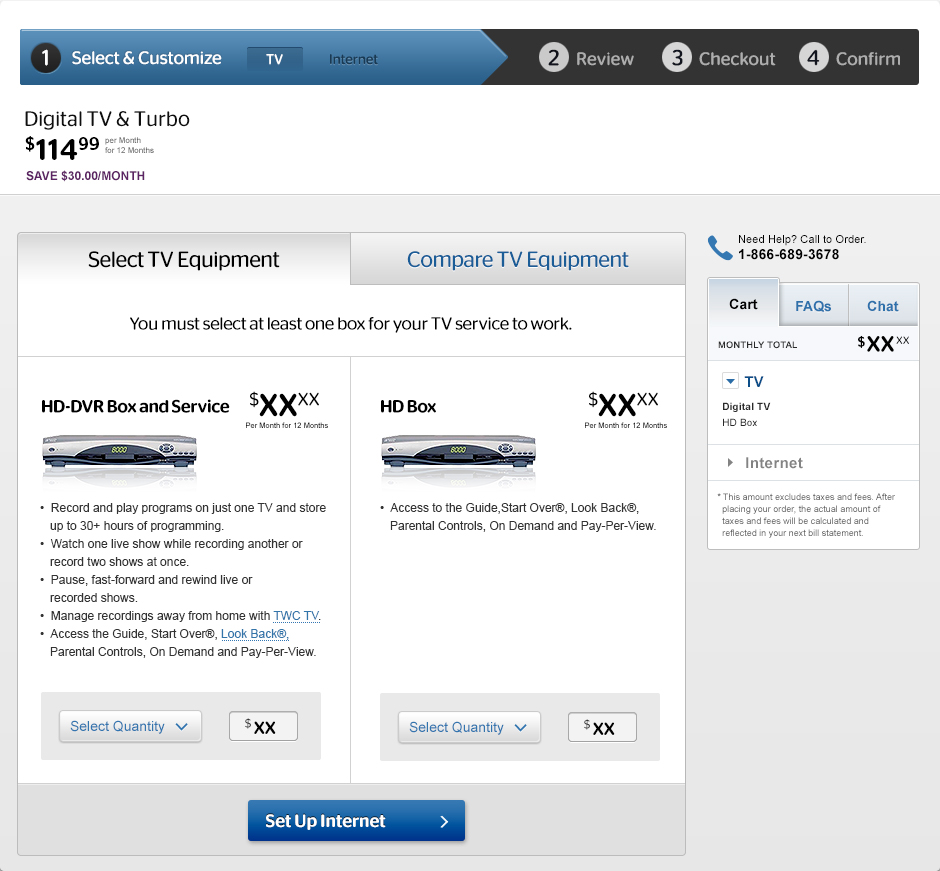 1 Select & Customize TV Internet 2 Review 3 Checkout 4 Confirm
Digital TV & Turbo
$114 99 per Month
for 12 Months
SAVE $30.00/MONTH
Select TV Equipment
Compare TV Equipment
You must select at least one box for your TV service to work.
HD-DVR Box and Service
$XX XX
Per Month for 12 Months
8000
• Record and play programs on just one TV and store
up to 30+ hours of programming.
• Watch one live show while recording another or
record two shows at once.
• Pause, fast-forward and rewind live or
recorded shows.
• Manage recordings away from home with TWC TV.
• Access the Guide, Start Over®, Look Back®,
Parental Controls, On Demand and Pay-Per-View.
Select Quantity
$XX
HD Box
$XX XX
Per Month for 12 Months
8000
• Access to the Guide,Start Over®, Look Back®,
Parental Controls, On Demand and Pay-Per-View.
Select Quantity
$XX
Set Up Internet
Need Help? Call to Order.
1-866-689-3678
Cart FAQs Chat
MONTHLY TOTAL $XX XX
TV
Digital TV
HD Box
Internet
* This amount excludes taxes and fees. After
placing your order, the actual amount of
taxes and fees will be calculated and
reflected in your next bill statement.